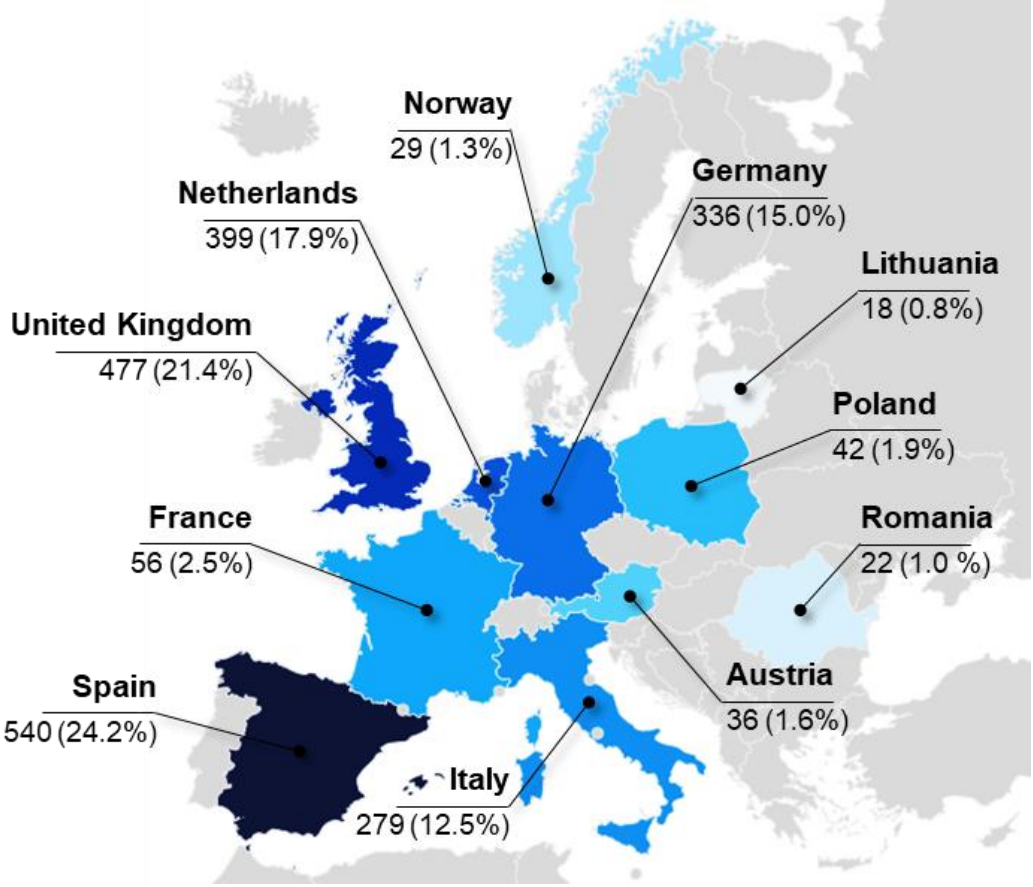 Norway
29 (1.3%)
Germany
336 (15.0%)
Netherlands
399 (17.9%)
Lithuania
18 (0.8%)
United Kingdom
477 (21.4%)
Poland
42 (1.9%)
France
56 (2.5%)
Romania
22 (1.0 %)
Spain
540 (24.2%)
Austria
36 (1.6%)
Italy
279 (12.5%)